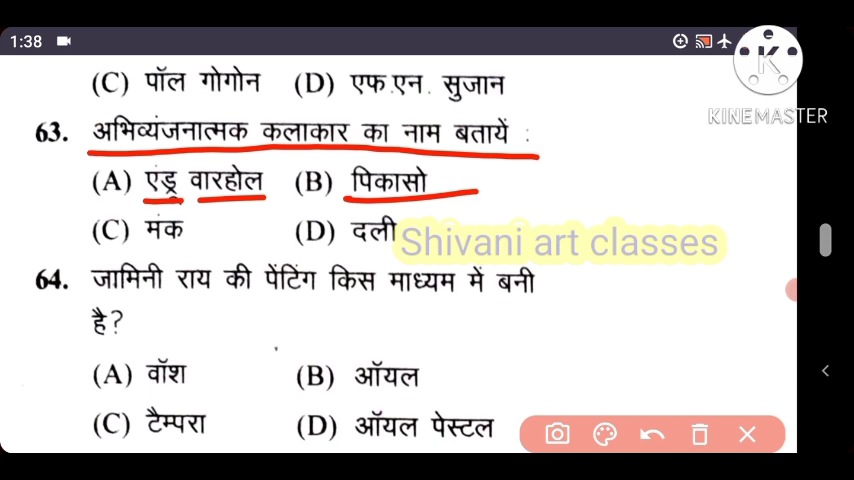 1:38
(C) पॉल गोगोन (D) एफ.एन. सुजान
KINEMASTER
63. अभिव्यंजनात्मक कलाकार का नाम बतायें :
(A) एंड्रू वारहोल (B) पिकासो
(C) मंक (D) दली
Shivani art classes
64. जामिनी राय की पेंटिंग किस माध्यम में बनी
है?
(A) वॉश (B) ऑयल
(C) टैम्परा (D) ऑयल पेस्टल